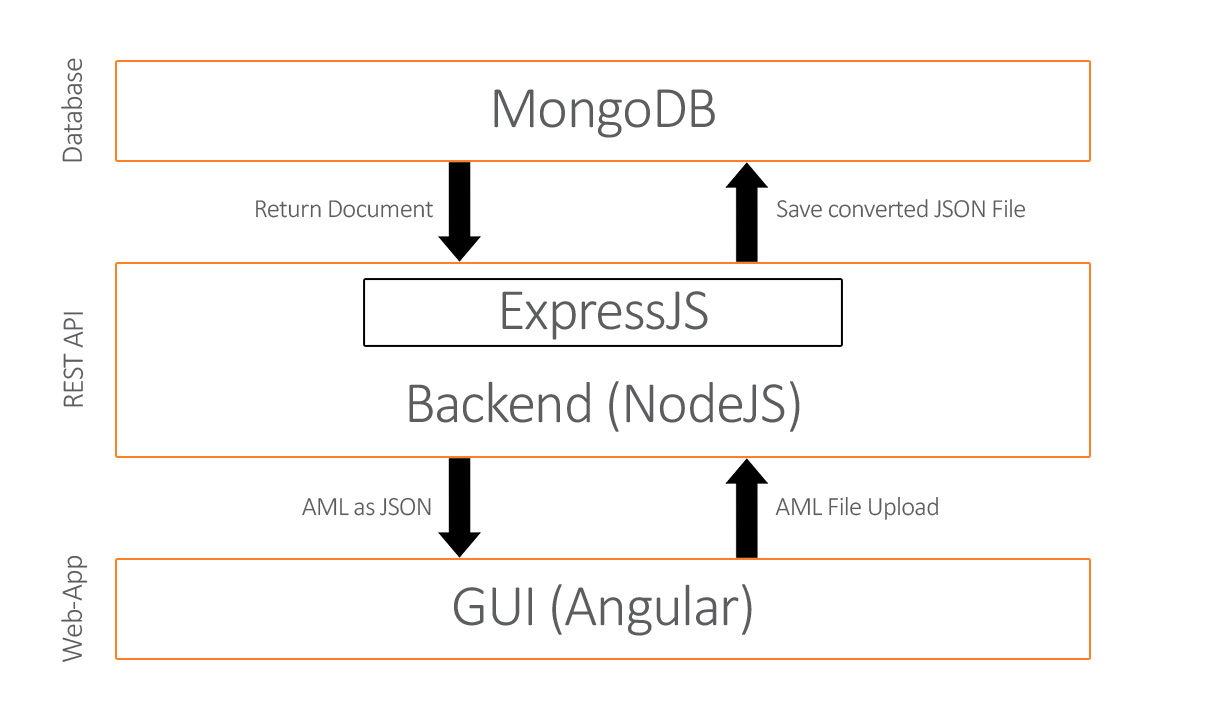 Database
MongoDB
Return Document
Save converted JSON File
REST API
ExpressJS
Backend (NodeJS)
AML as JSON
AML File Upload
Web-App
GUI (Angular)